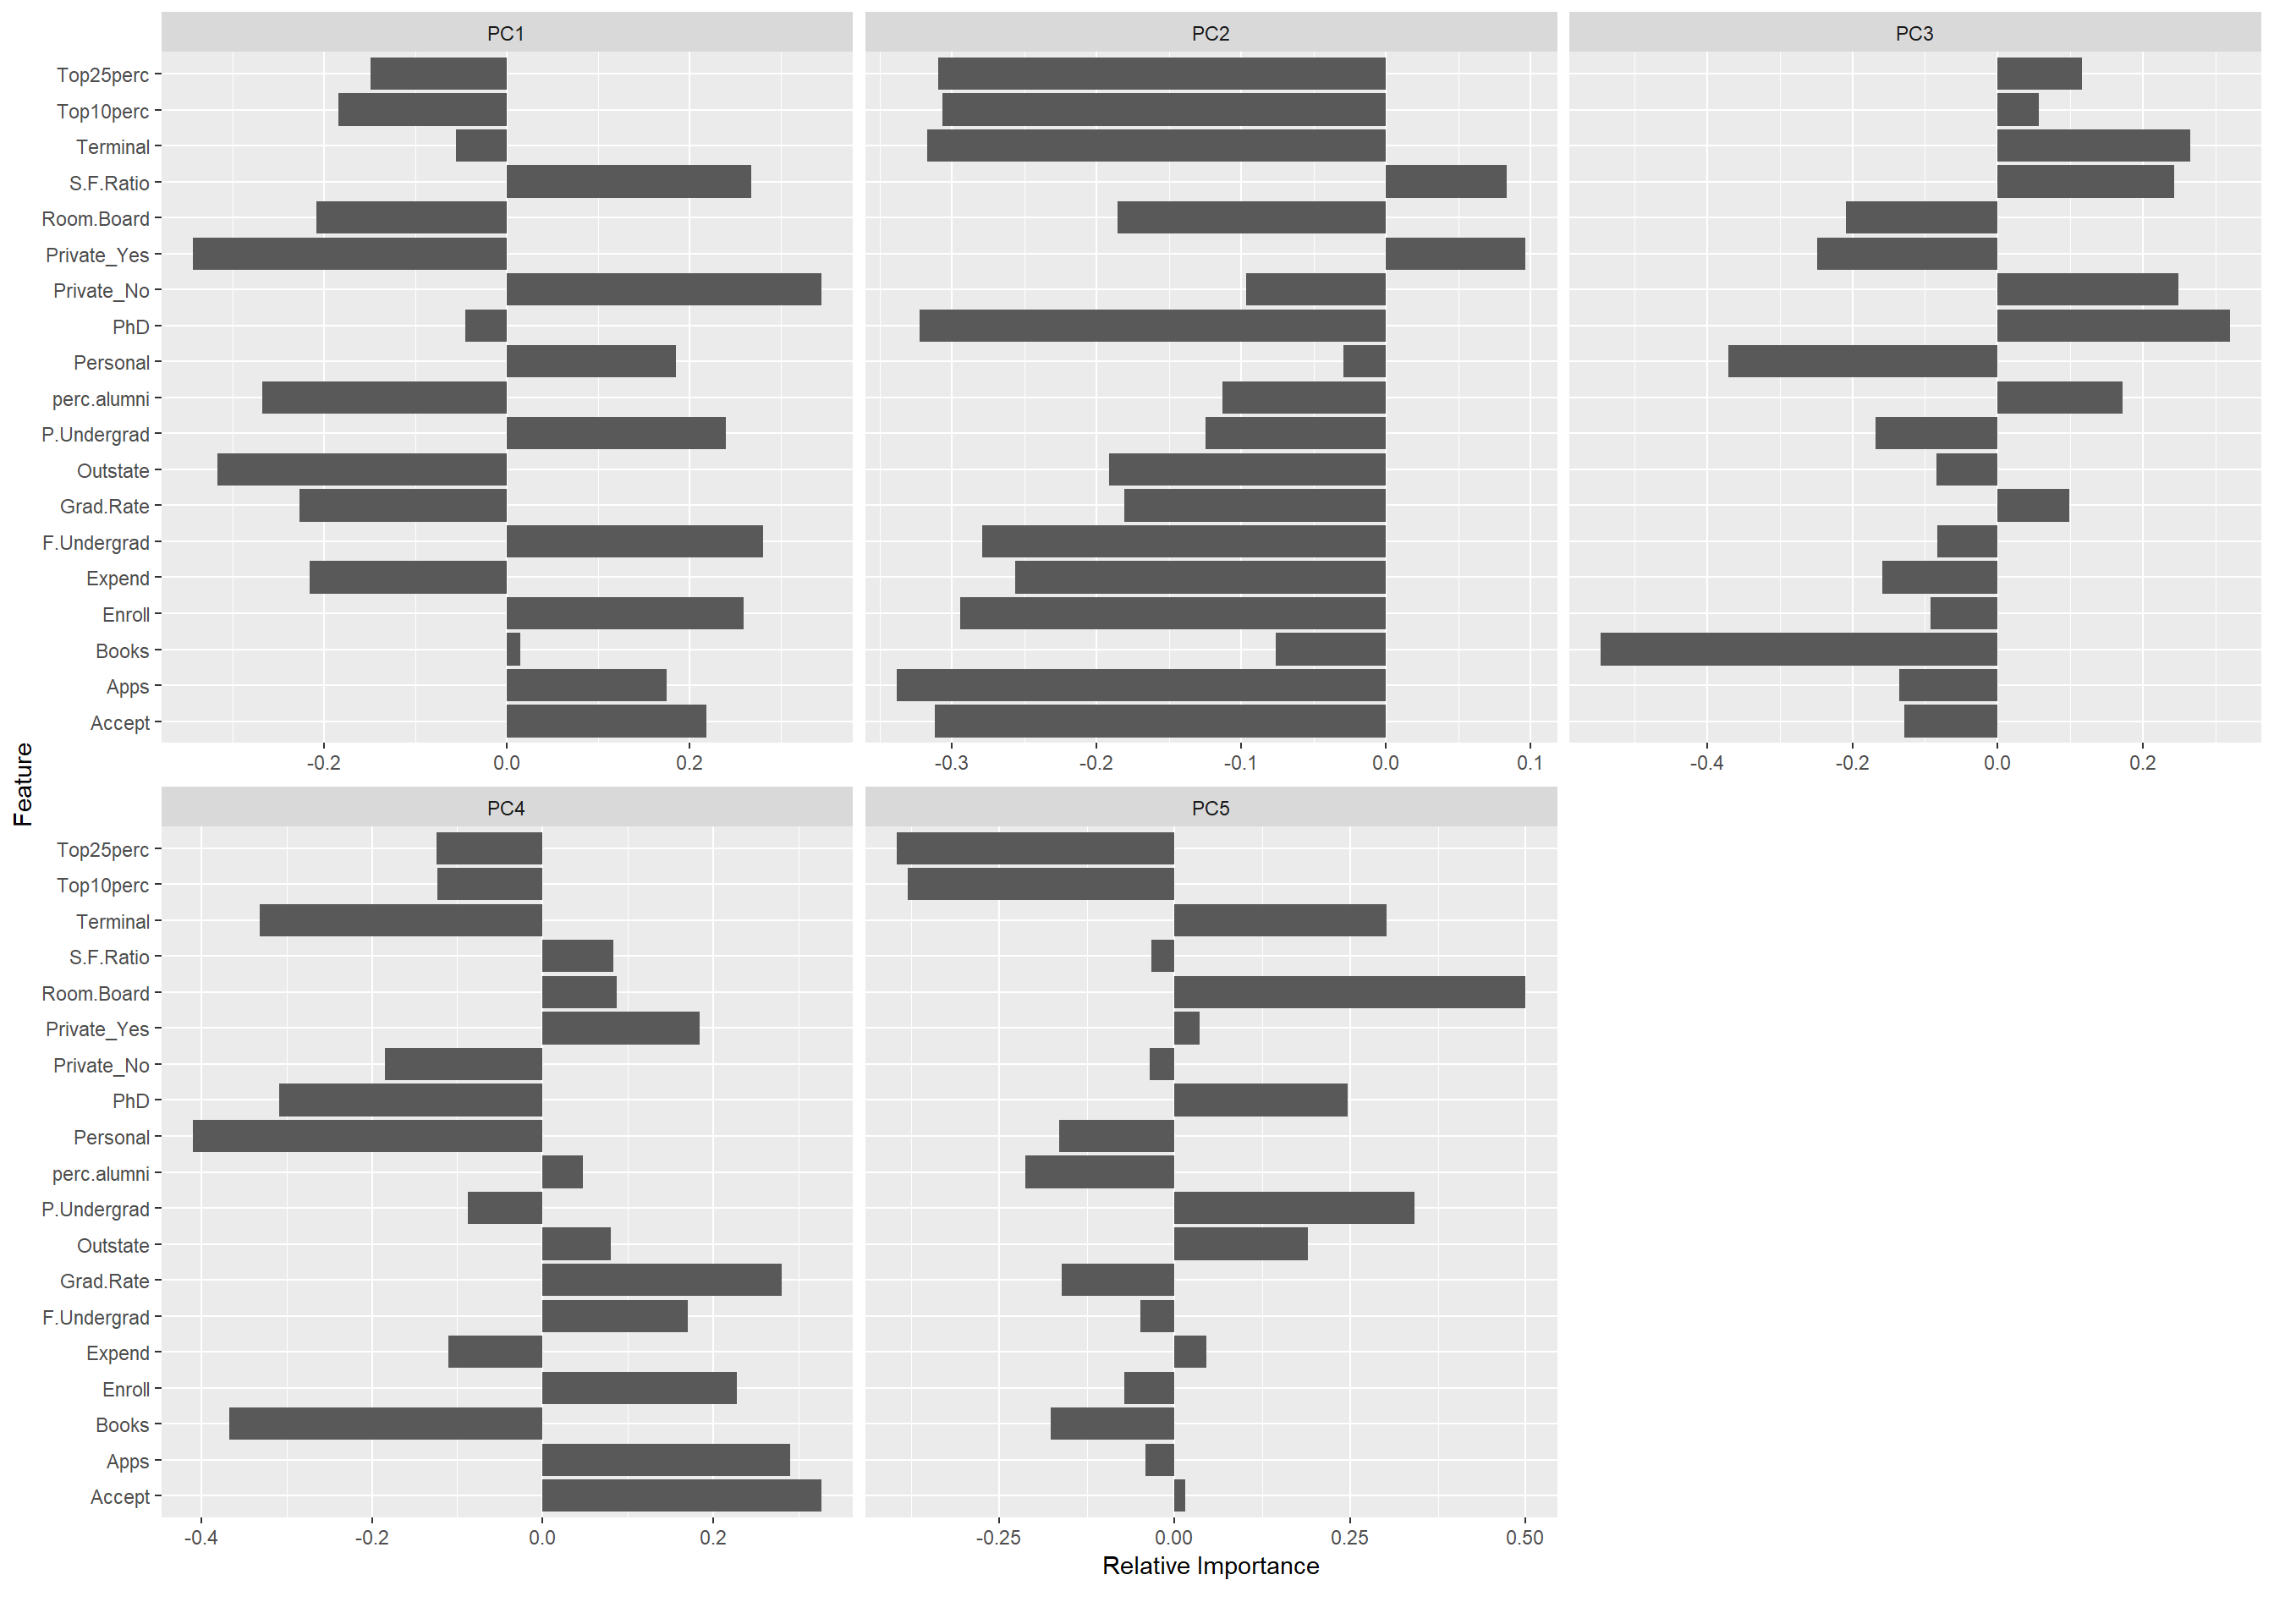 PC1
PC2
PC3
Top25perc
Top10perc
Terminal
S.F.Ratio
Room.Board
Private_Yes
Private_No
PhD
Personal
perc.alumni
P.Undergrad
Outstate
Grad.Rate
F.Undergrad
Expend
Enroll
Books
Apps
Accept
-0.2 0.0 0.2
-0.3 -0.2 -0.1 0.0 0.1
-0.4 -0.2 0.0 0.2
Feature
PC4
PC5
Top25perc
Top10perc
Terminal
S.F.Ratio
Room.Board
Private_Yes
Private_No
PhD
Personal
perc.alumni
P.Undergrad
Outstate
Grad.Rate
F.Undergrad
Expend
Enroll
Books
Apps
Accept
-0.4 -0.2 0.0 0.2
-0.25 0.00 0.25 0.50
Relative Importance